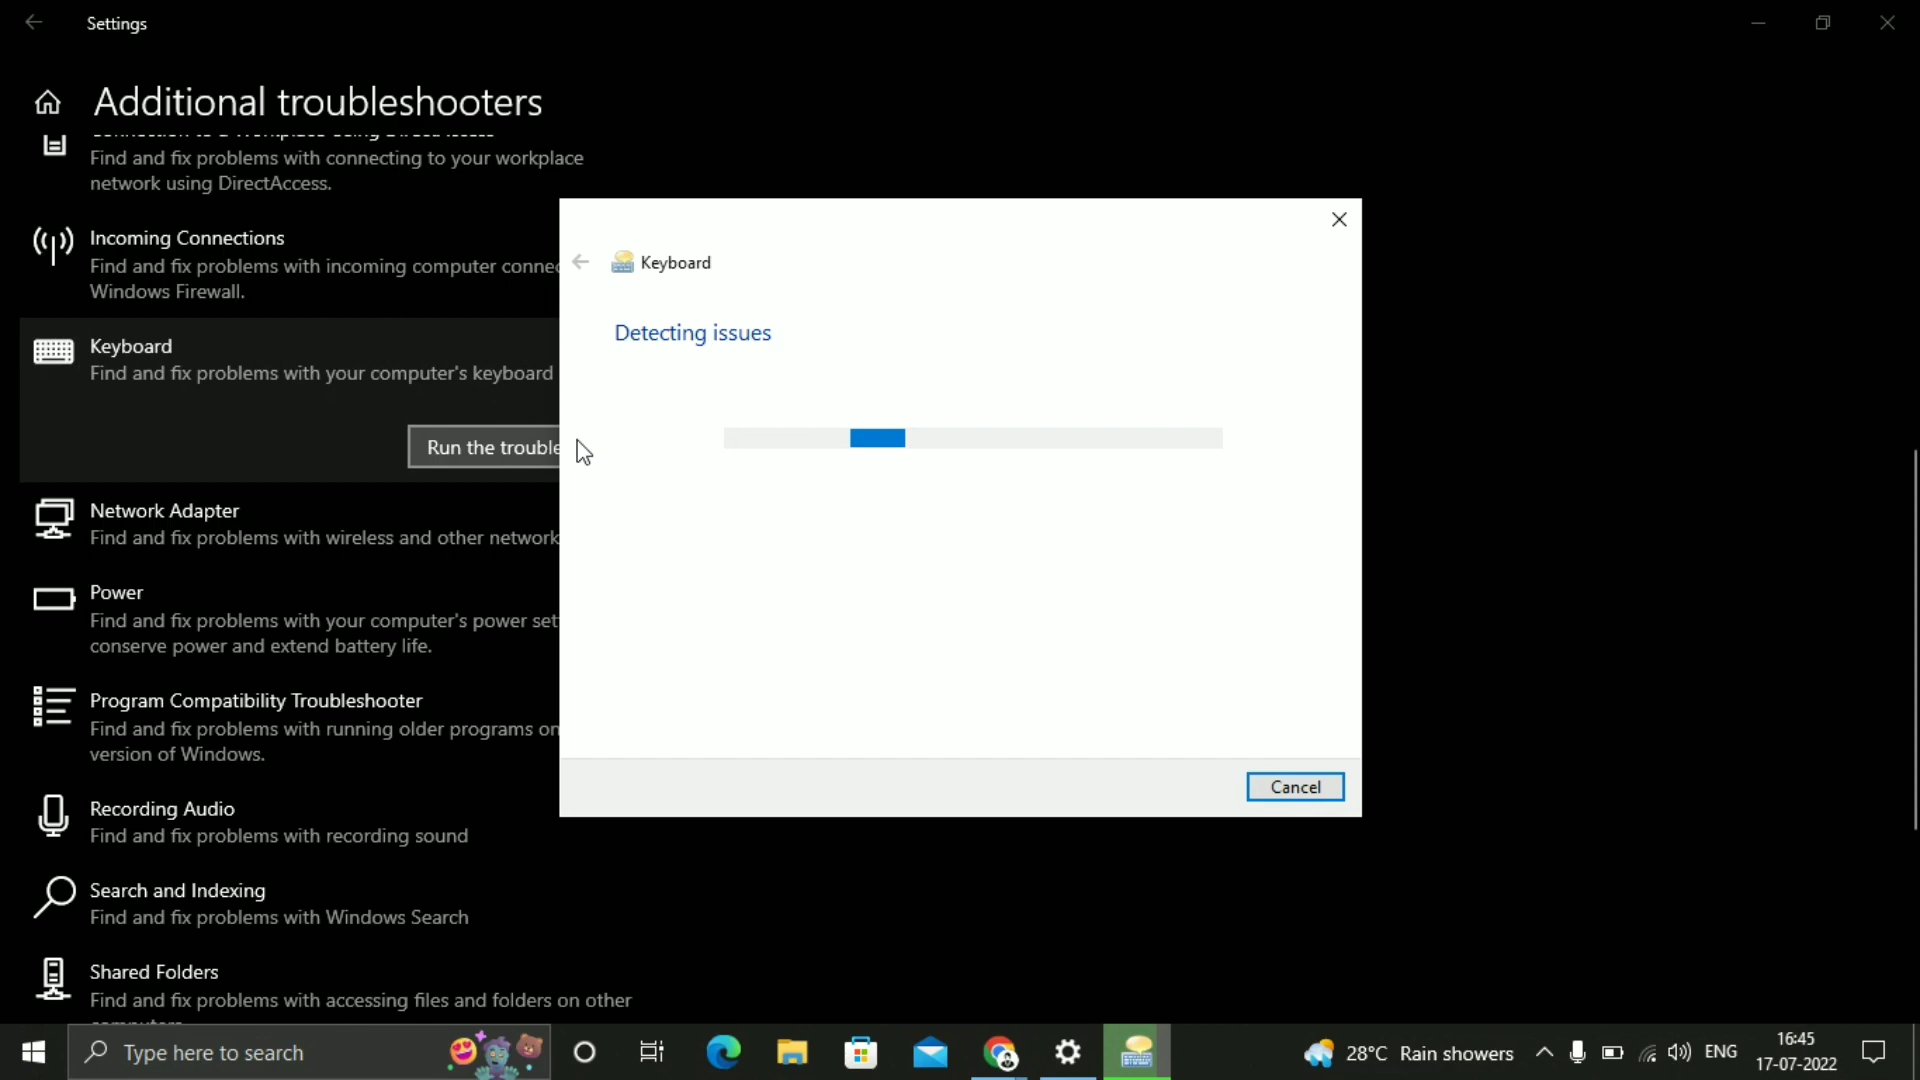 Settings
Additional troubleshooters
Find and fix problems with connecting to your workplace
network using DirectAccess.
Incoming Connections
Find and fix problems with incoming computer
Windows Firewall.
Keyboard
Find and fix problems with your computer's keyboard
Run the
Network Adapter
Find and fix problems with wireless and other network
Power
Find and fix problems with your computer's power
conserve power and extend battery life.
Program Compatibility Troubleshooter
Find and fix problems with running older programs on
version of Windows.
Recording Audio
Find and fix problems with recording sound
Search and Indexing
Find and fix problems with Windows Search
Shared Folders
Find and fix problems with accessing files and folders on other
Keyboard
Detecting issues
Cancel
Type here to search
28°C Rain showers
ENG
16:45
17-07-2022